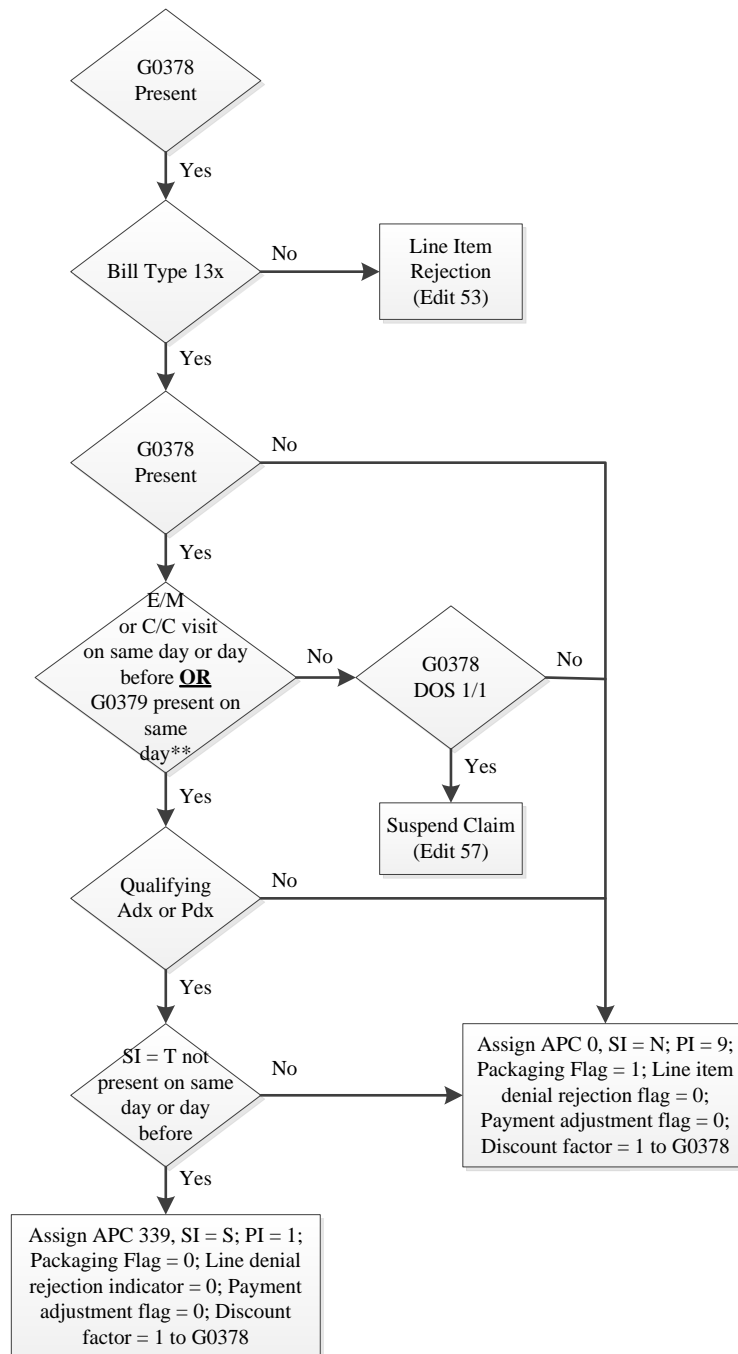 G0378
Present
Yes
Bill Type 13x
No
Line Item
Rejection
(Edit 53)
Yes
G0378
Present
No
Yes
E/M
or C/C visit
on same day or day
before OR
G0379 present on
same
day**
No
G0378
DOS 1/1
No
Yes
Suspend Claim
(Edit 57)
Yes
Qualifying
Adx or Pdx
No
Yes
SI = T not
present on same
day or day
before
No
Assign APC 0, SI = N; PI = 9;
Packaging Flag = 1; Line item
denial rejection flag = 0;
Payment adjustment flag = 0;
Discount factor = 1 to G0378
Yes
Assign APC 339, SI = S; PI = 1;
Packaging Flag = 0; Line denial
rejection indicator = 0; Payment
adjustment flag = 0; Discount
factor = 1 to G0378